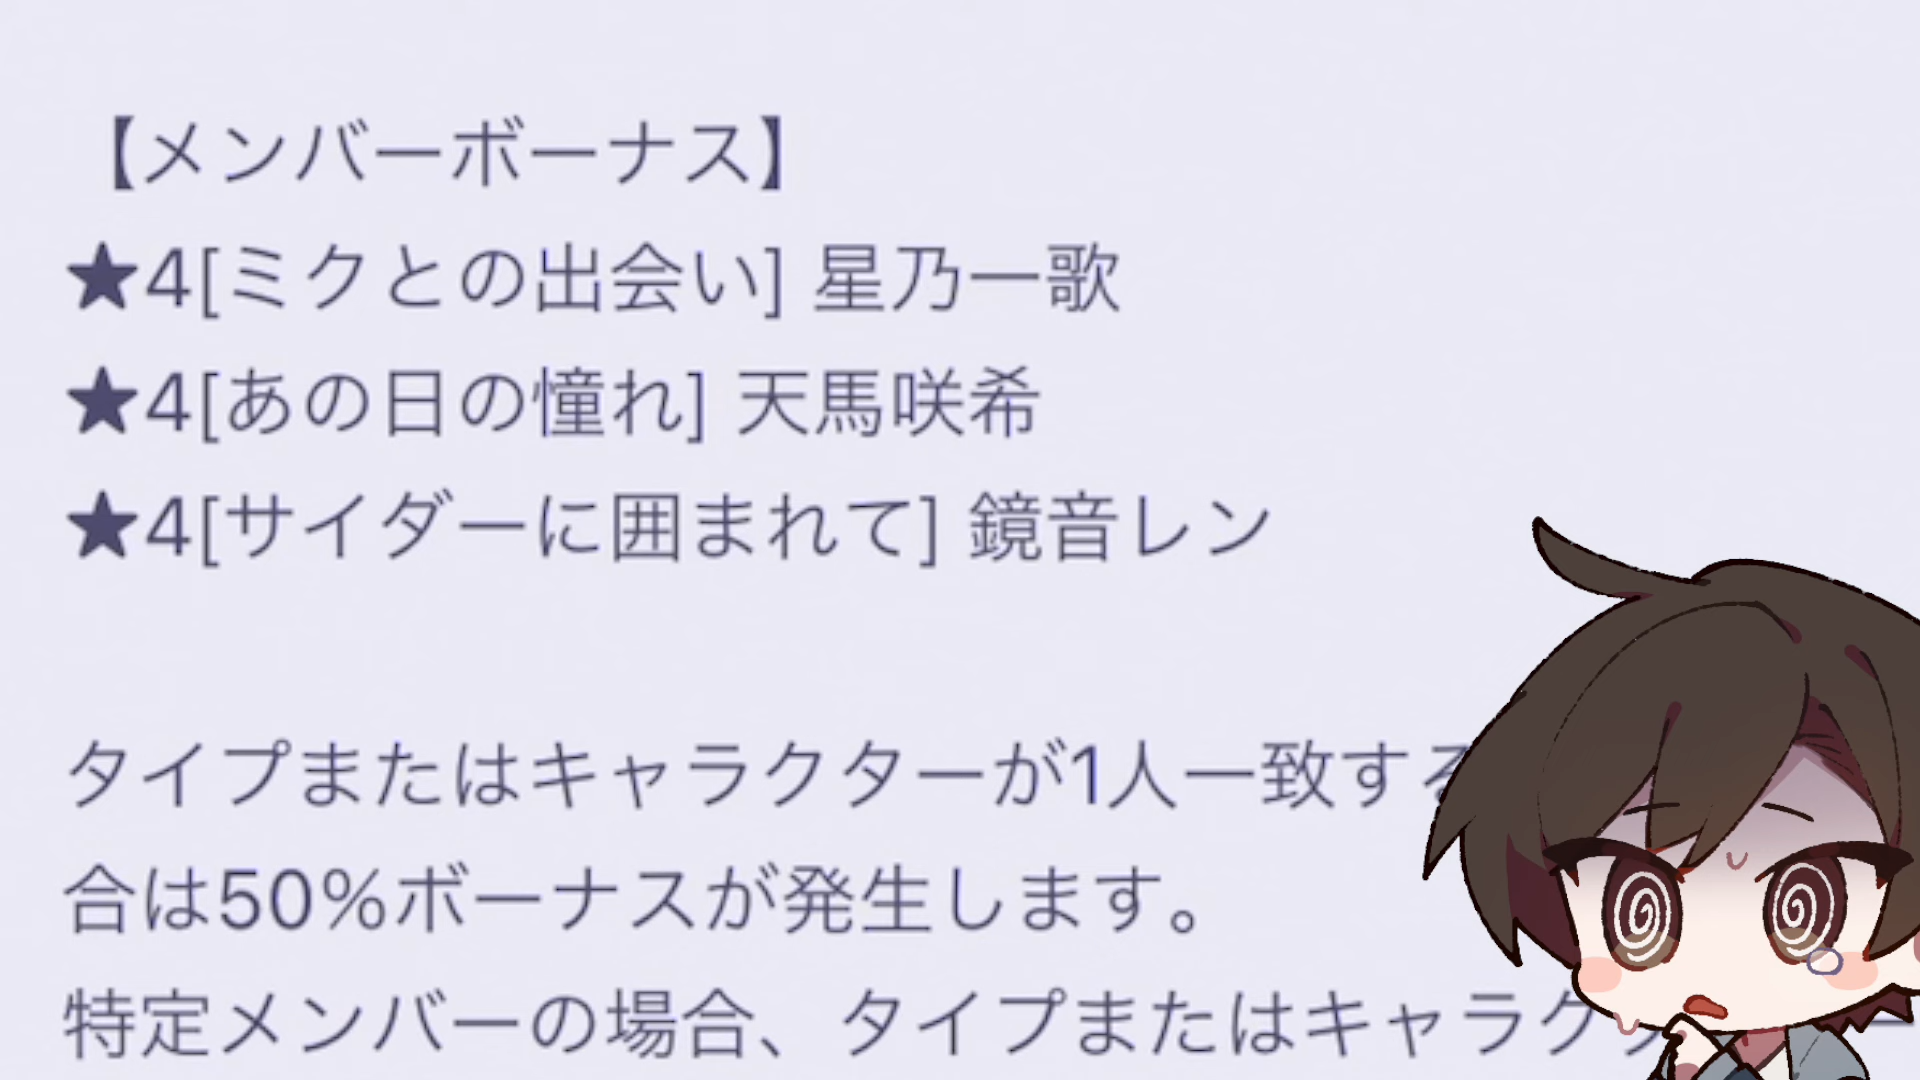 【メンバーボーナス】
★4[ミクとの出会い] 星乃一歌
★4[あの日の憧れ] 天馬咲希
★4[サイダーに囲まれて] 鏡音レン
タイプまたはキャラクターが1人一致する
合は50%ボーナスが発生します。
特定メンバーの場合、タイプまたはキャラク